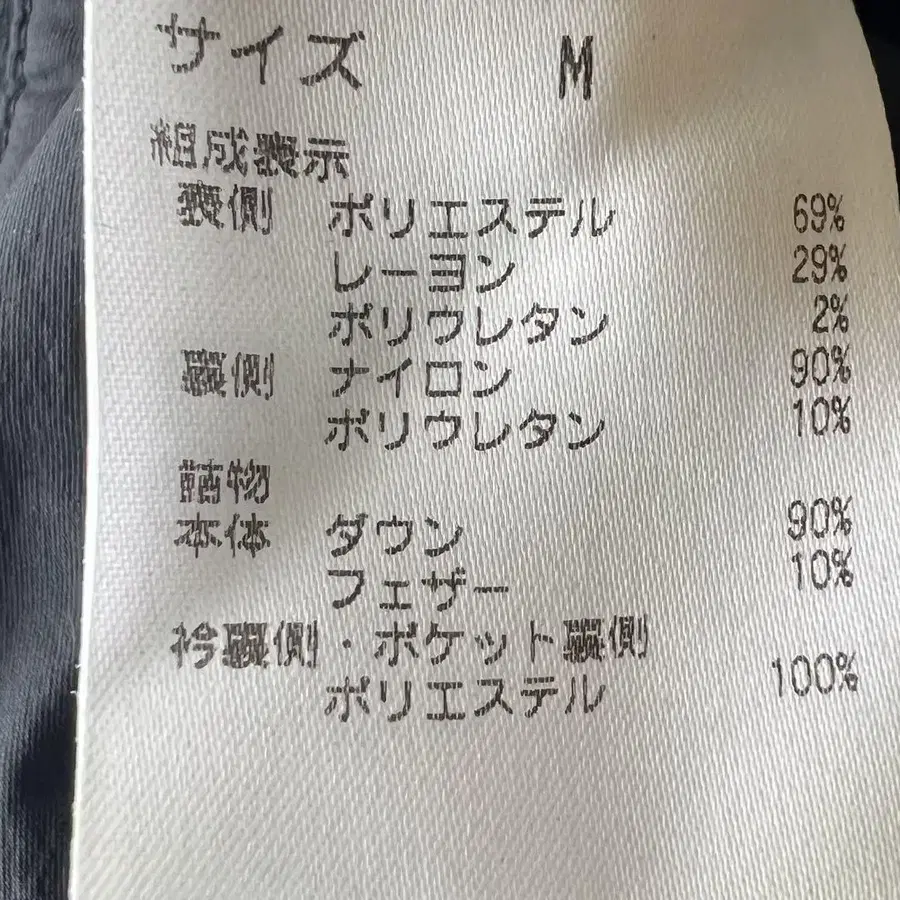 サイズ M
組成表示
表側 ポリエステル 69%
レーヨン 29%
ポリウレタン 2%
裏側 ナイロン 90%
ポリウレタン 10%
詰物
本体 ダウン 90%
フェザー 10%
衿裏側・ポケット裏側
ポリエステル 100%